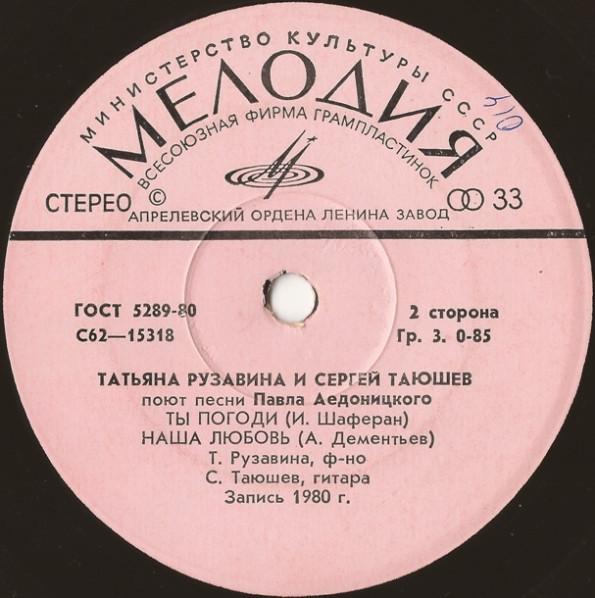 МИНИСТЕРСТВО КУЛЬТУРЫ СССР
МЕЛОДИЯ
ВСЕСОЮЗНАЯ ФИРМА ГРАМПЛАСТИНОК
510
СТЕРЕО © 33
АПРЕЛЕВСКИЙ ОРДЕНА ЛЕНИНА ЗАВОД
ГОСТ 5289-80
2 сторона
С62—15318
Гр. 3. 0-85
ТАТЬЯНА РУЗАВИНА И СЕРГЕЙ ТАЮШЕВ
поют песни Павла Аедоницкого
ТЫ ПОГОДИ (И. Шаферан)
НАША ЛЮБОВЬ (А. Дементьев)
Т. Рузавина, ф-но
С. Таюшев, гитара
Запись 1980 г.